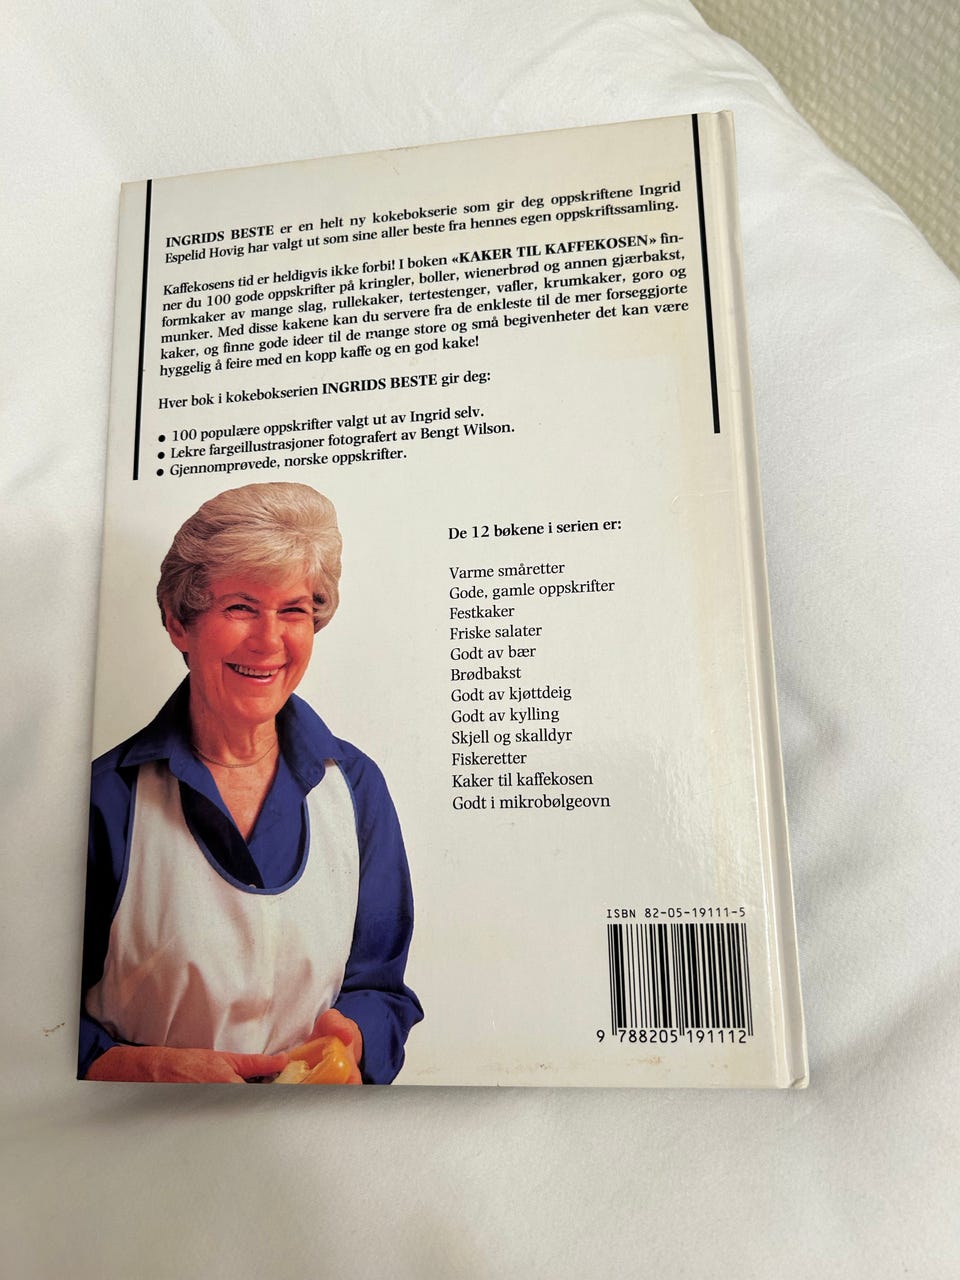 INGRIDS BESTE er en helt ny kokebokserie som gir deg oppskriftene Ingrid
Espelid Hovig har valgt ut som sine aller beste fra hennes egen oppskriftssamling.
Kaffekosens tid er heldigvis ikke forbi! I boken «KAKER TIL KAFFEKOSEN» fin-
ner du 100 gode oppskrifter på kringler, boller, wienerbrød og annen gjærbakst,
formkaker av mange slag, rullekaker, tertestenger, vafler, krumkaker, goro og
munker. Med disse kakene kan du servere fra de enkleste til de mer forseggjorte
kaker, og finne gode ideer til de mange store og små begivenheter det kan være
hyggelig å feire med en kopp kaffe og en god kake!
Hver bok i kokebokserien INGRIDS BESTE gir deg:
● 100 populære oppskrifter valgt ut av Ingrid selv.
● Lekre fargeillustrasjoner fotografert av Bengt Wilson.
● Gjennomprøvede, norske oppskrifter.
De 12 bøkene i serien er:
Varme småretter
Gode, gamle oppskrifter
Festkaker
Friske salater
Godt av bær
Brødbakst
Godt av kjøttdeig
Godt av kylling
Skjell og skalldyr
Fiskeretter
Kaker til kaffekosen
Godt i mikrobølgeovn
ISBN 82-05-19111-5
9 788205 191112